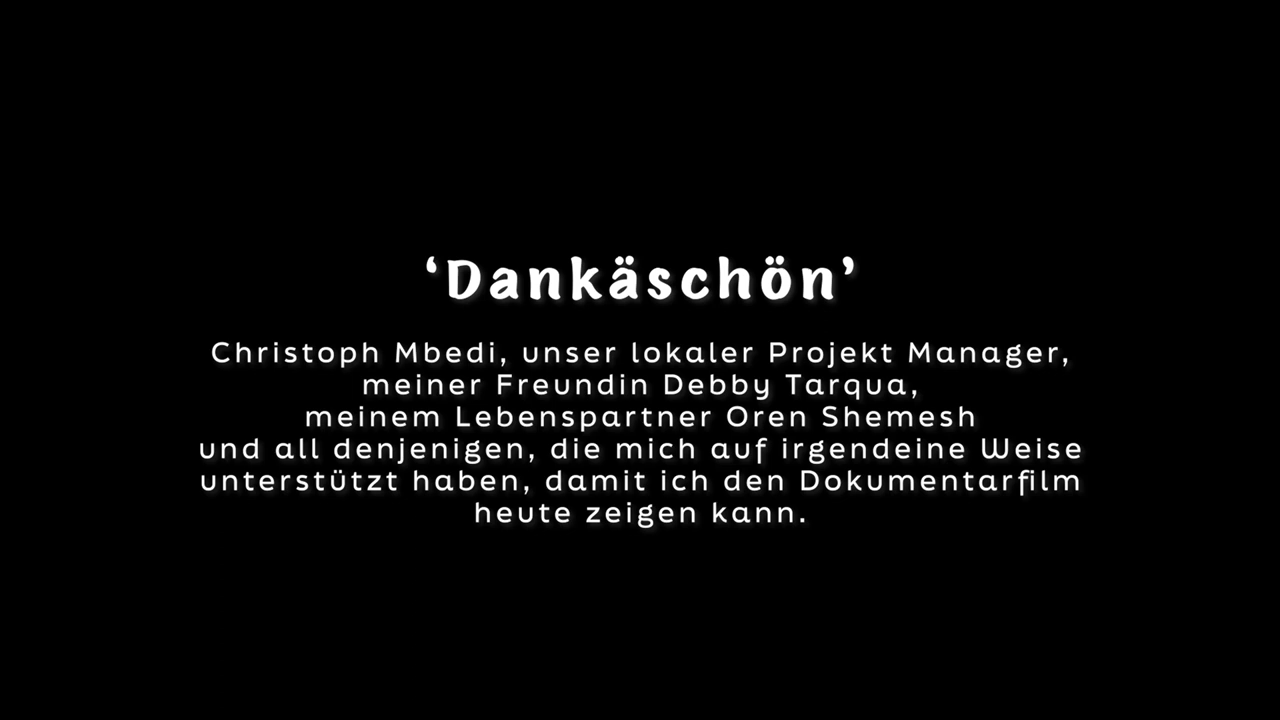 ‘Dankäschön’
Christoph Mbedi, unser lokaler Projekt Manager,
meiner Freundin Debby Tarqua,
meinem Lebenspartner Oren Shemesh
und all denjenigen, die mich auf irgendeine Weise
unterstützt haben, damit ich den Dokumentarfilm
heute zeigen kann.